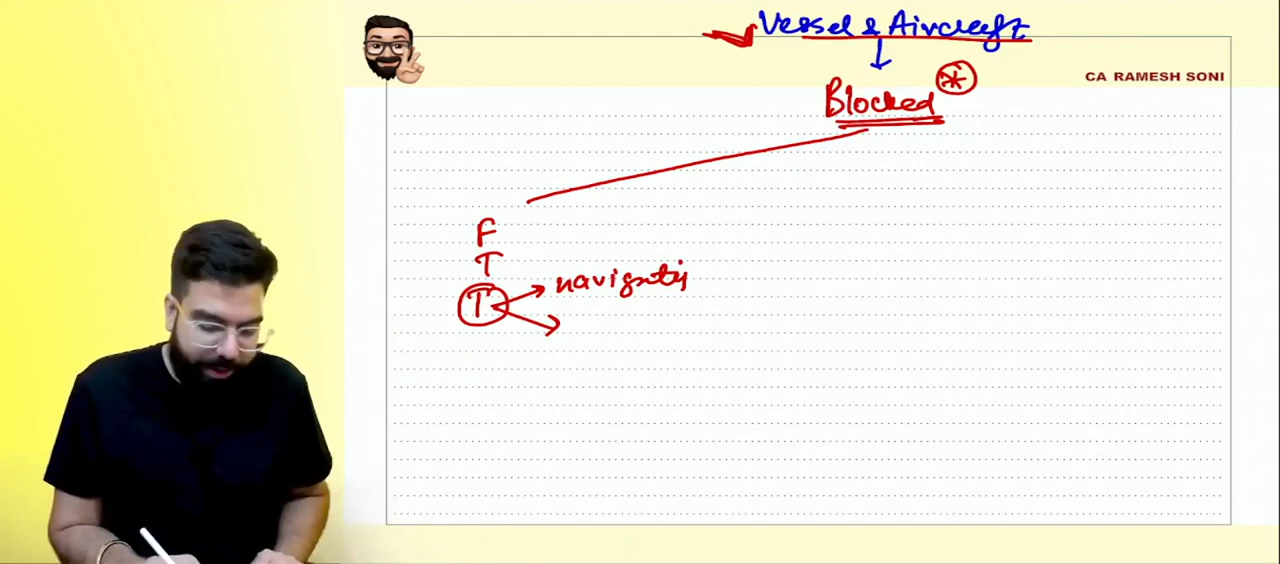 Vessel & Aircraft
CA RAMESH SONI
Blocked *
F
T
T
navigati